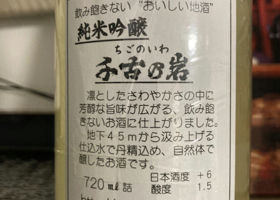 飲み飽きない"おいしい地酒"
純米吟醸
ちごのいわ
千古乃岩
凛としたさわやかさの中に
芳醇な旨味が広がる、飲み飽
きないお酒に仕上がりました。
地下45mから汲み上げる
仕込水で丹精込め、自然体で
醸したお酒です。
日本酒度 +6
720ml詰 酸度 1.5